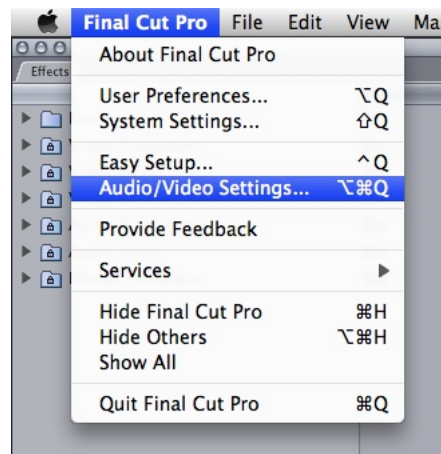 Final Cut Pro File Edit View Ma
Effects
About Final Cut Pro
User Preferences... ⌥Q
System Settings... ⇧Q
Easy Setup... ^Q
Audio/Video Settings... ⌥⌘Q
Provide Feedback
Services ▶
Hide Final Cut Pro ⌘H
Hide Others ⌥⌘H
Show All
Quit Final Cut Pro ⌘Q